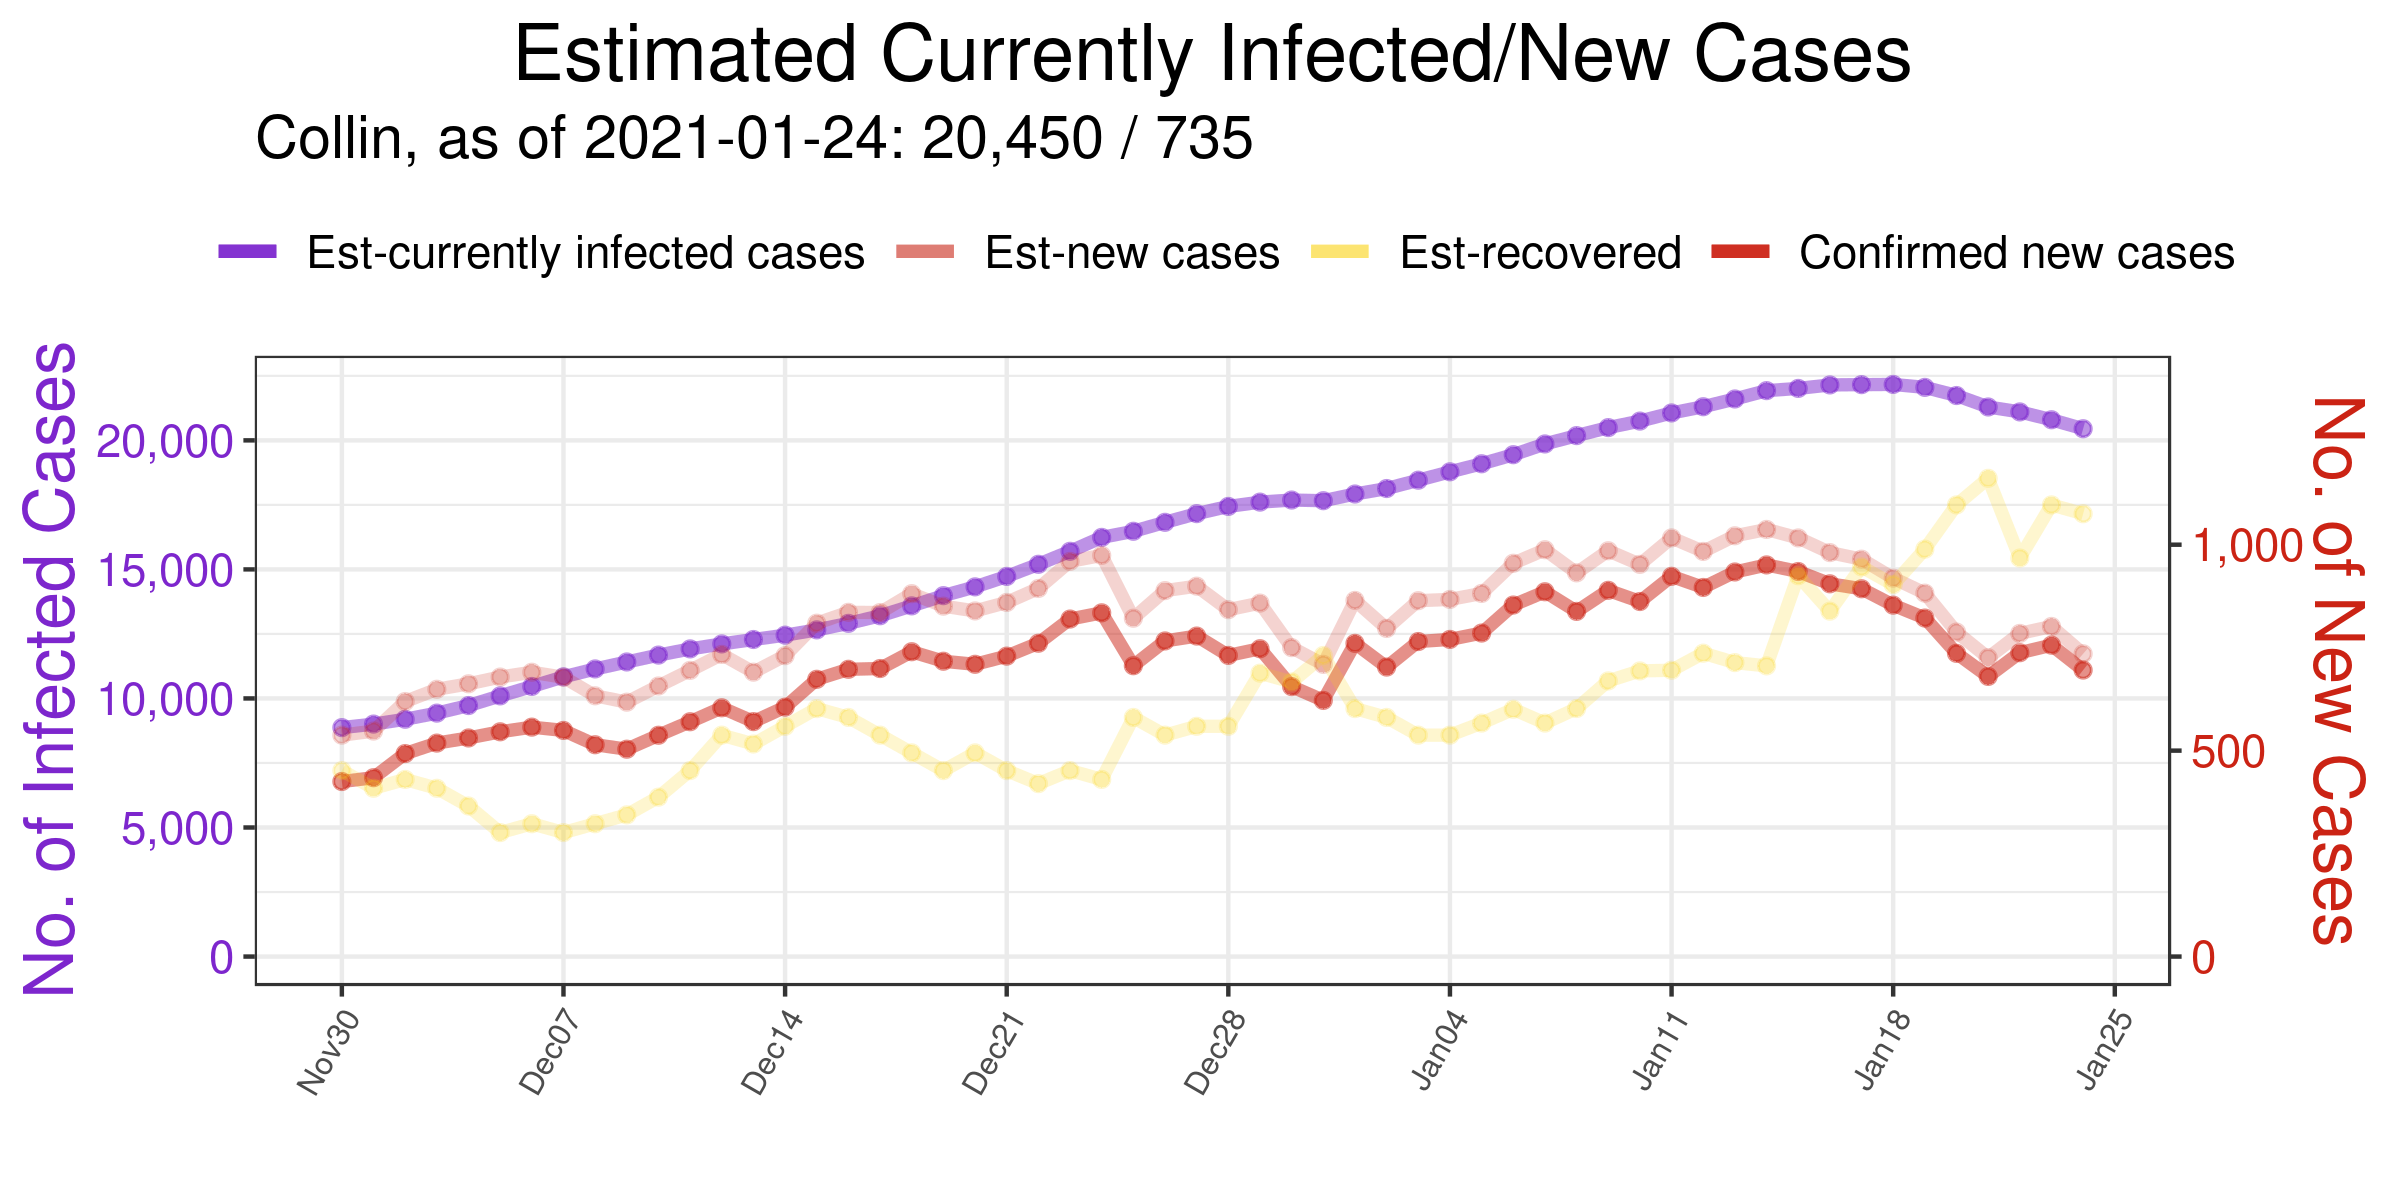 Estimated Currently Infected/New Cases
Collin, as of 2021-01-24: 20,450 / 735
Est-currently infected cases
Est-new cases
Est-recovered
Confirmed new cases
No. of Infected Cases
20,000
15,000
10,000
5,000
0
1,000
500
0
No. of New Cases
Nov30
Dec07
Dec14
Dec21
Dec28
Jan04
Jan11
Jan18
Jan25